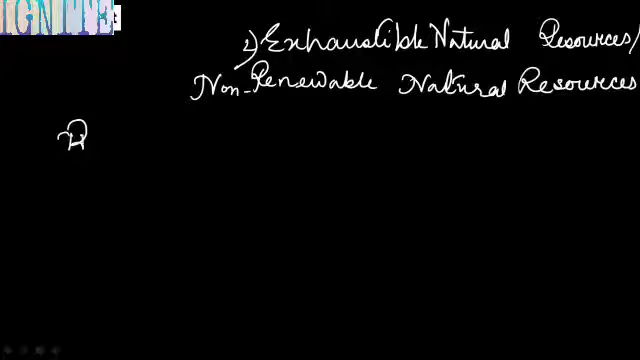 IGNITE
2) Exhaustible Natural Resources/
Non-Renewable Natural Resources